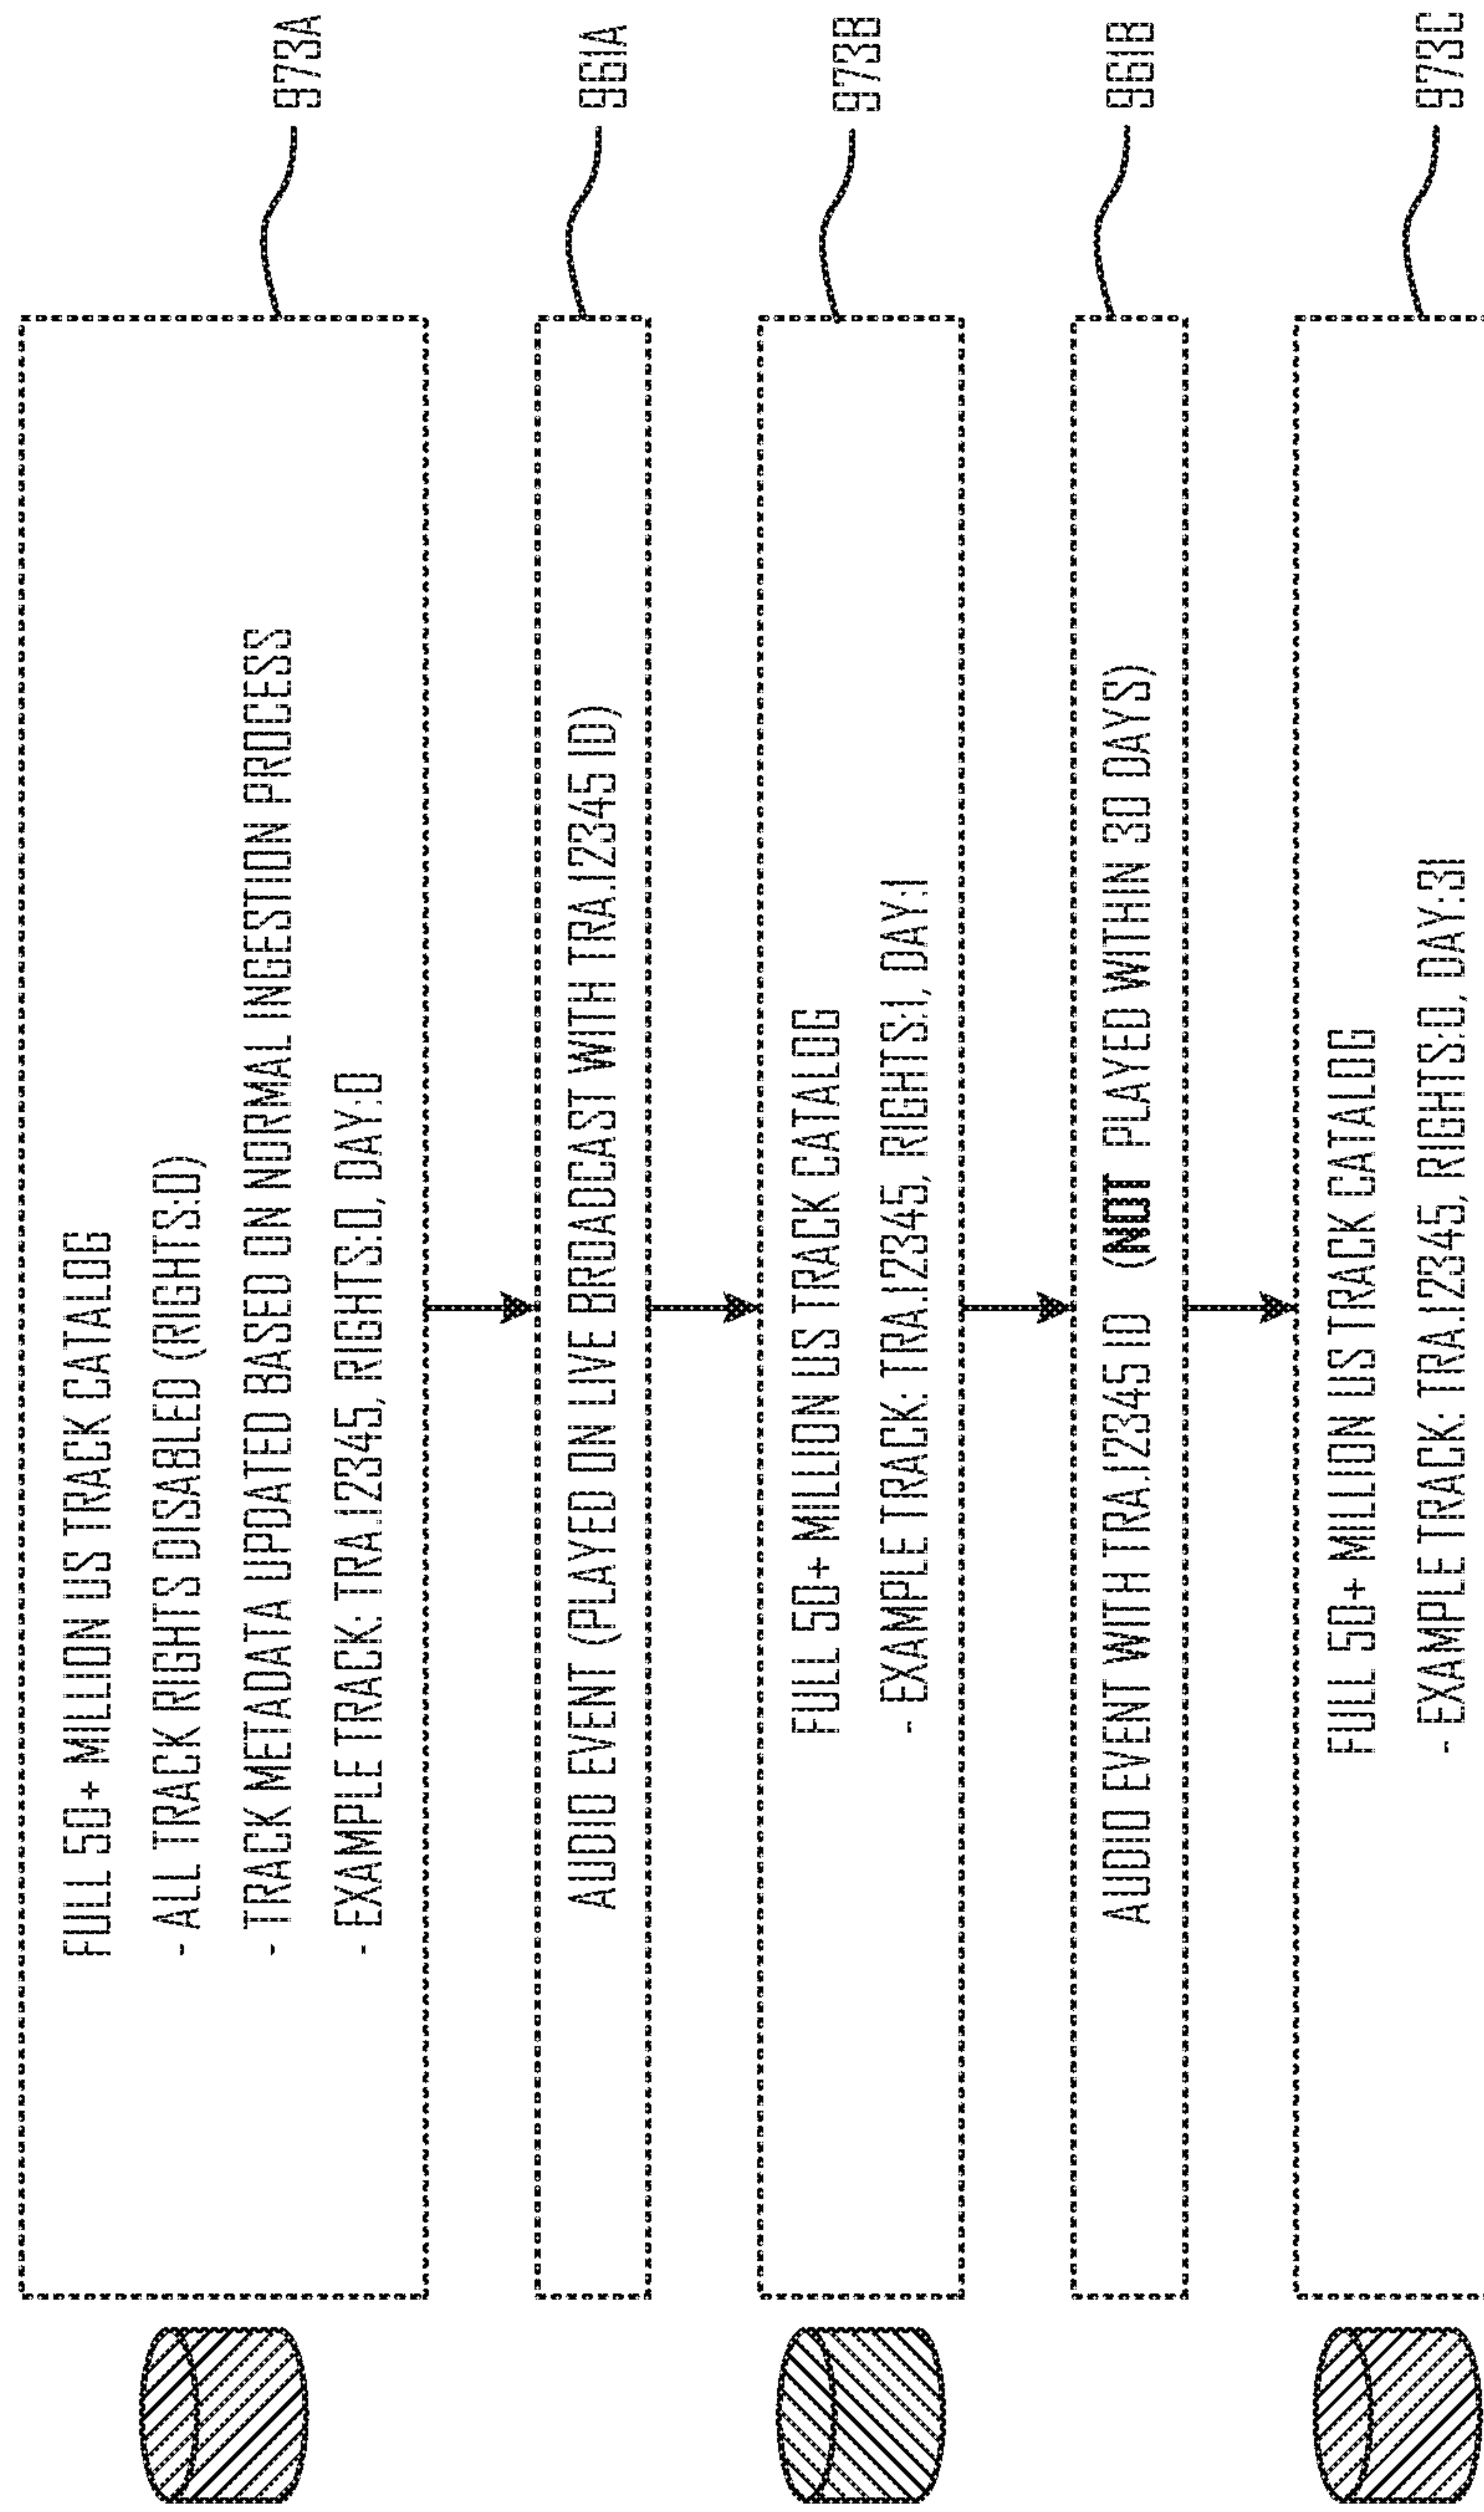 FULL 50+ MILLION US TRACK CATALOG
- ALL TRACK RIGHTS DISABLED (RIGHTS:0)
- TRACK METADATA UPDATED BASED ON NORMAL INGESTION PROCESS
- EXAMPLE TRACK: TRA.12345, RIGHTS:0, DAY:0
973A
AUDIO EVENT (PLAYED ON LIVE BROADCAST WITH TRA.12345 ID)
961A
FULL 50+ MILLION US TRACK CATALOG
- EXAMPLE TRACK: TRA.12345, RIGHTS:1, DAY:1
973B
AUDIO EVENT WITH TRA.12345 ID (NOT PLAYED WITHIN 30 DAYS)
961B
FULL 50+ MILLION US TRACK CATALOG
- EXAMPLE TRACK: TRA.12345, RIGHTS:0, DAY:31
973C